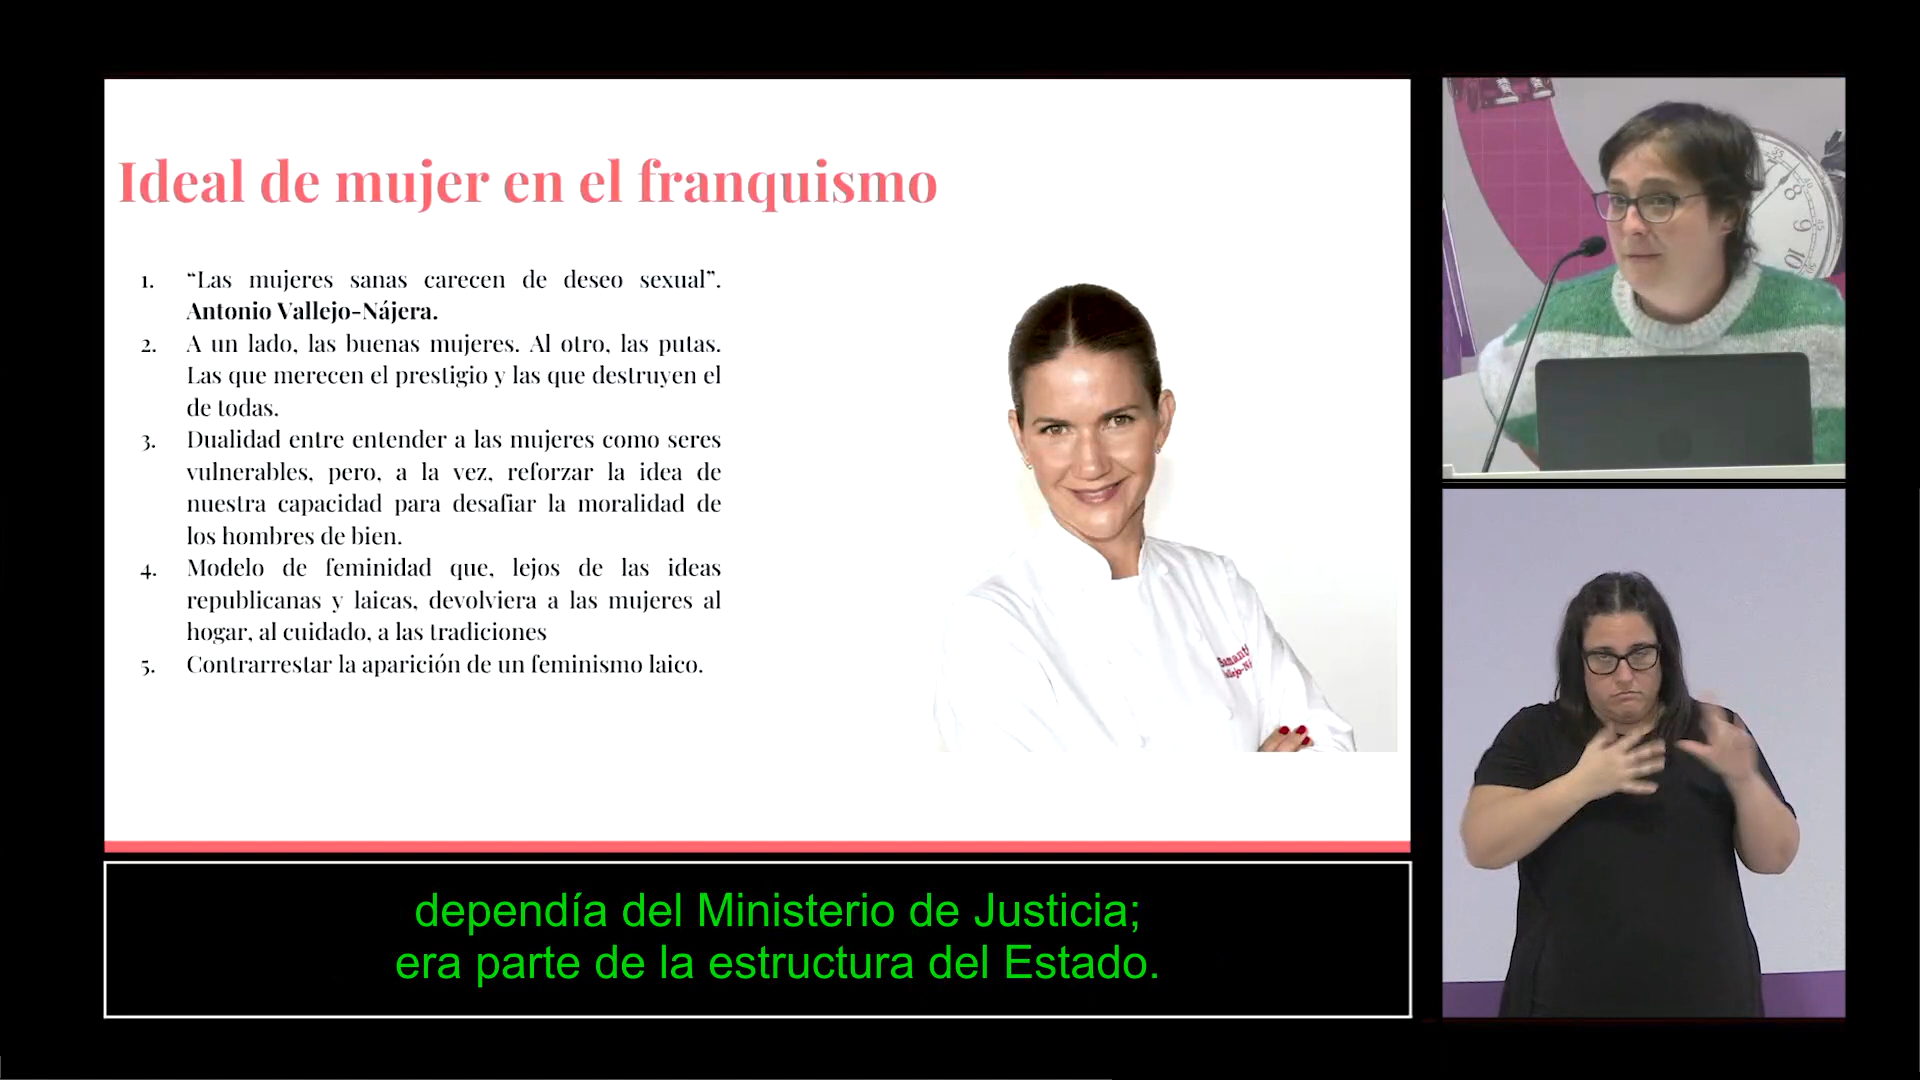 Ideal de mujer en el franquismo
1. “Las mujeres sanas carecen de deseo sexual”.
Antonio Vallejo-Nájera.
2. A un lado, las buenas mujeres. Al otro, las putas.
Las que merecen el prestigio y las que destruyen el
de todas.
3. Dualidad entre entender a las mujeres como seres
vulnerables, pero, a la vez, reforzar la idea de
nuestra capacidad para desafiar la moralidad de
los hombres de bien.
4. Modelo de feminidad que, lejos de las ideas
republicanas y laicas, devolviera a las mujeres al
hogar, al cuidado, a las tradiciones
5. Contrarrestar la aparición de un feminismo laico.
dependía del Ministerio de Justicia;
era parte de la estructura del Estado.